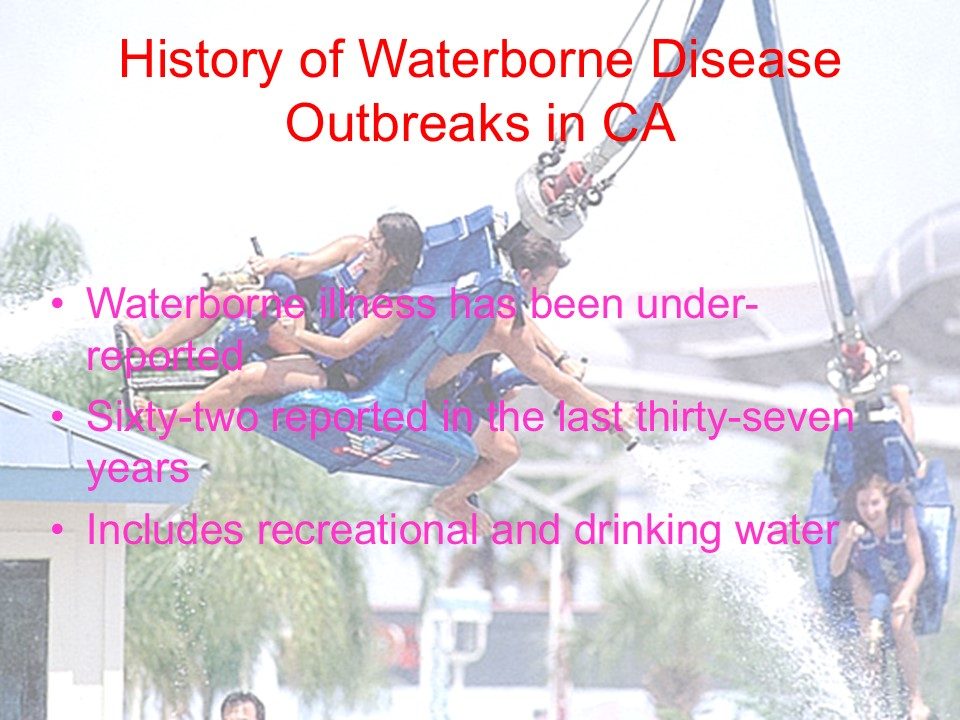 History of Waterborne Disease
Outbreaks in CA
• Waterborne illness has been under-
reported
• Sixty-two reported in the last thirty-seven
years
• Includes recreational and drinking water